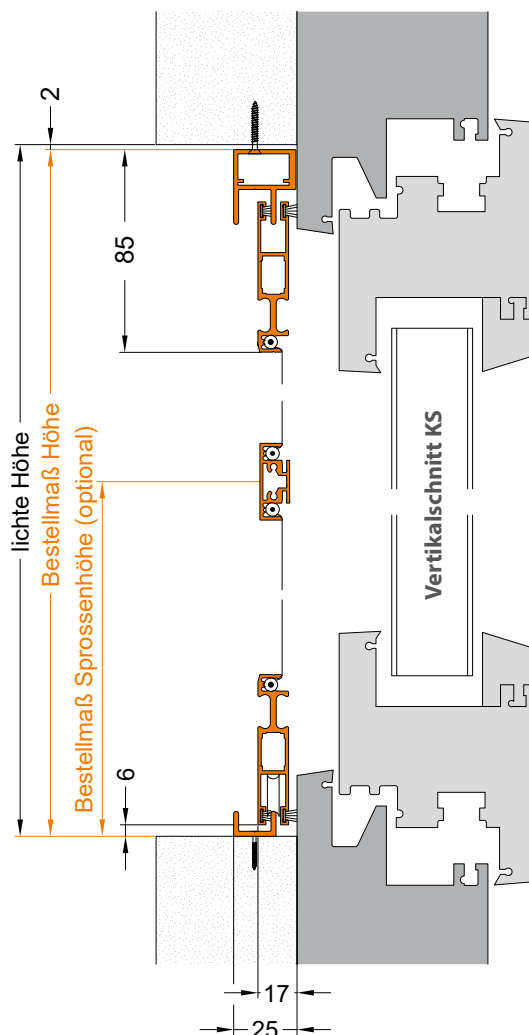 2
85
lichte Höhe
Bestellmaß Höhe
Bestellmaß Sprossenhöhe (optional)
Vertikalschnitt KS
6
17
25